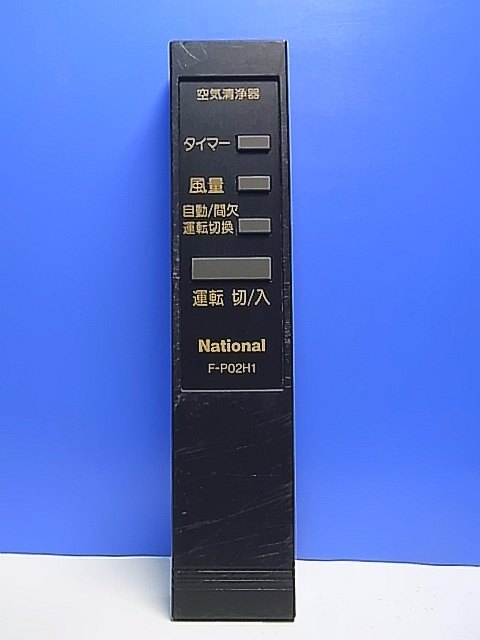 空気清浄器
タイマー
風量
自動/間欠
運転切換
運転 切/入
National
F-P02H1